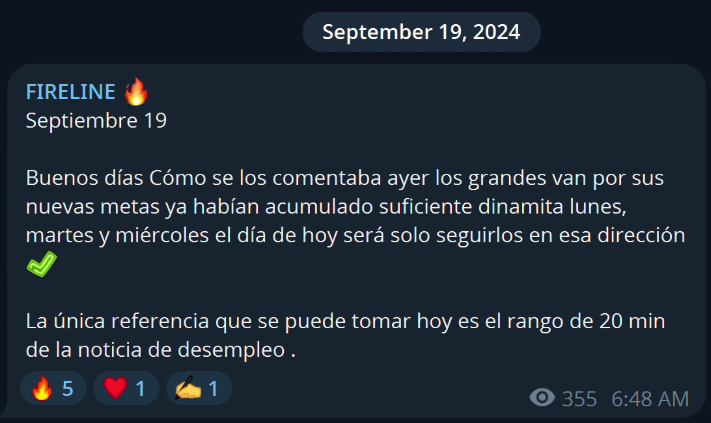 September 19, 2024
FIRELINE 🔥
Septiembre 19
Buenos días Cómo se los comentaba ayer los grandes van por sus
nuevas metas ya habían acumulado suficiente dinamita lunes,
martes y miércoles el día de hoy será solo seguirlos en esa dirección
✅
La única referencia que se puede tomar hoy es el rango de 20 min
de la noticia de desempleo .
🔥 5 ❤️ 1 ✍️ 1 355 6:48 AM